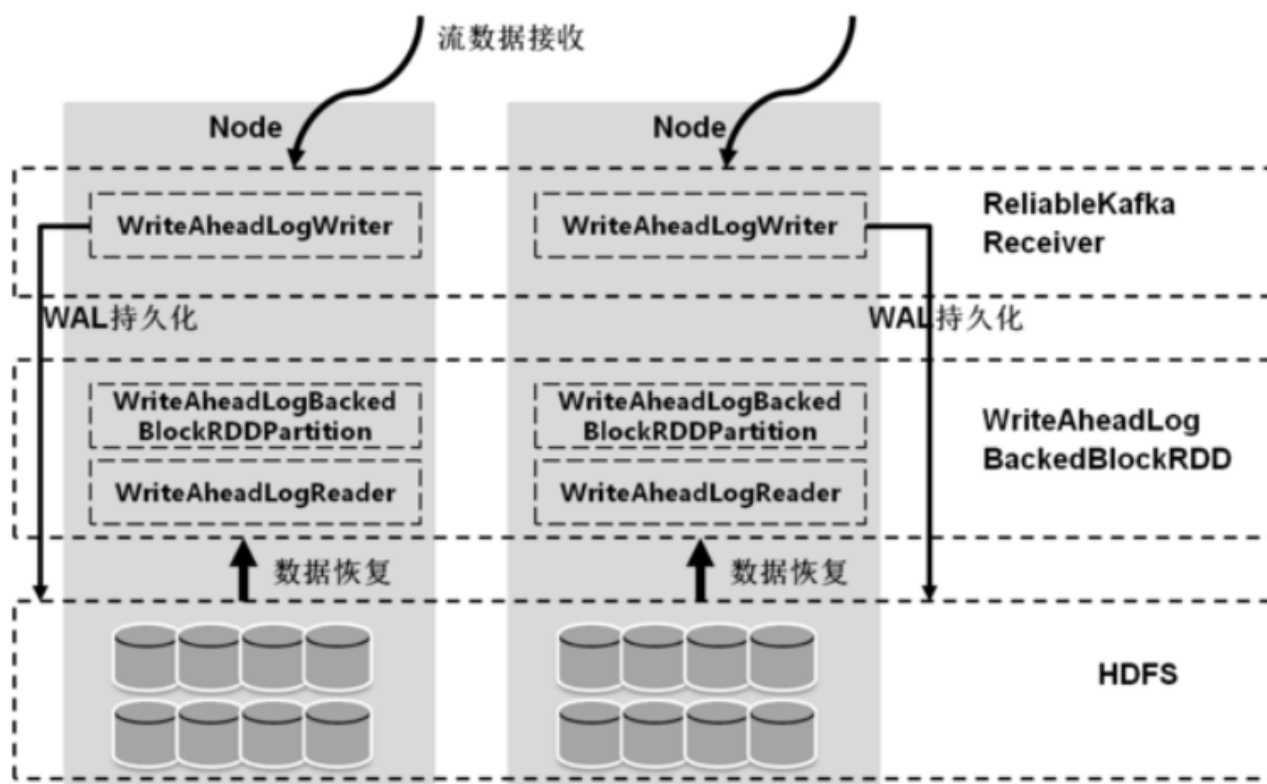 流数据接收
Node
Node
WriteAheadLogWriter
WriteAheadLogWriter
ReliableKafka
Receiver
WAL持久化
WAL持久化
WriteAheadLogBacked
BlockRDDPartition
WriteAheadLogBacked
BlockRDDPartition
WriteAheadLog
BackedBlockRDD
WriteAheadLogReader
WriteAheadLogReader
数据恢复
数据恢复
HDFS